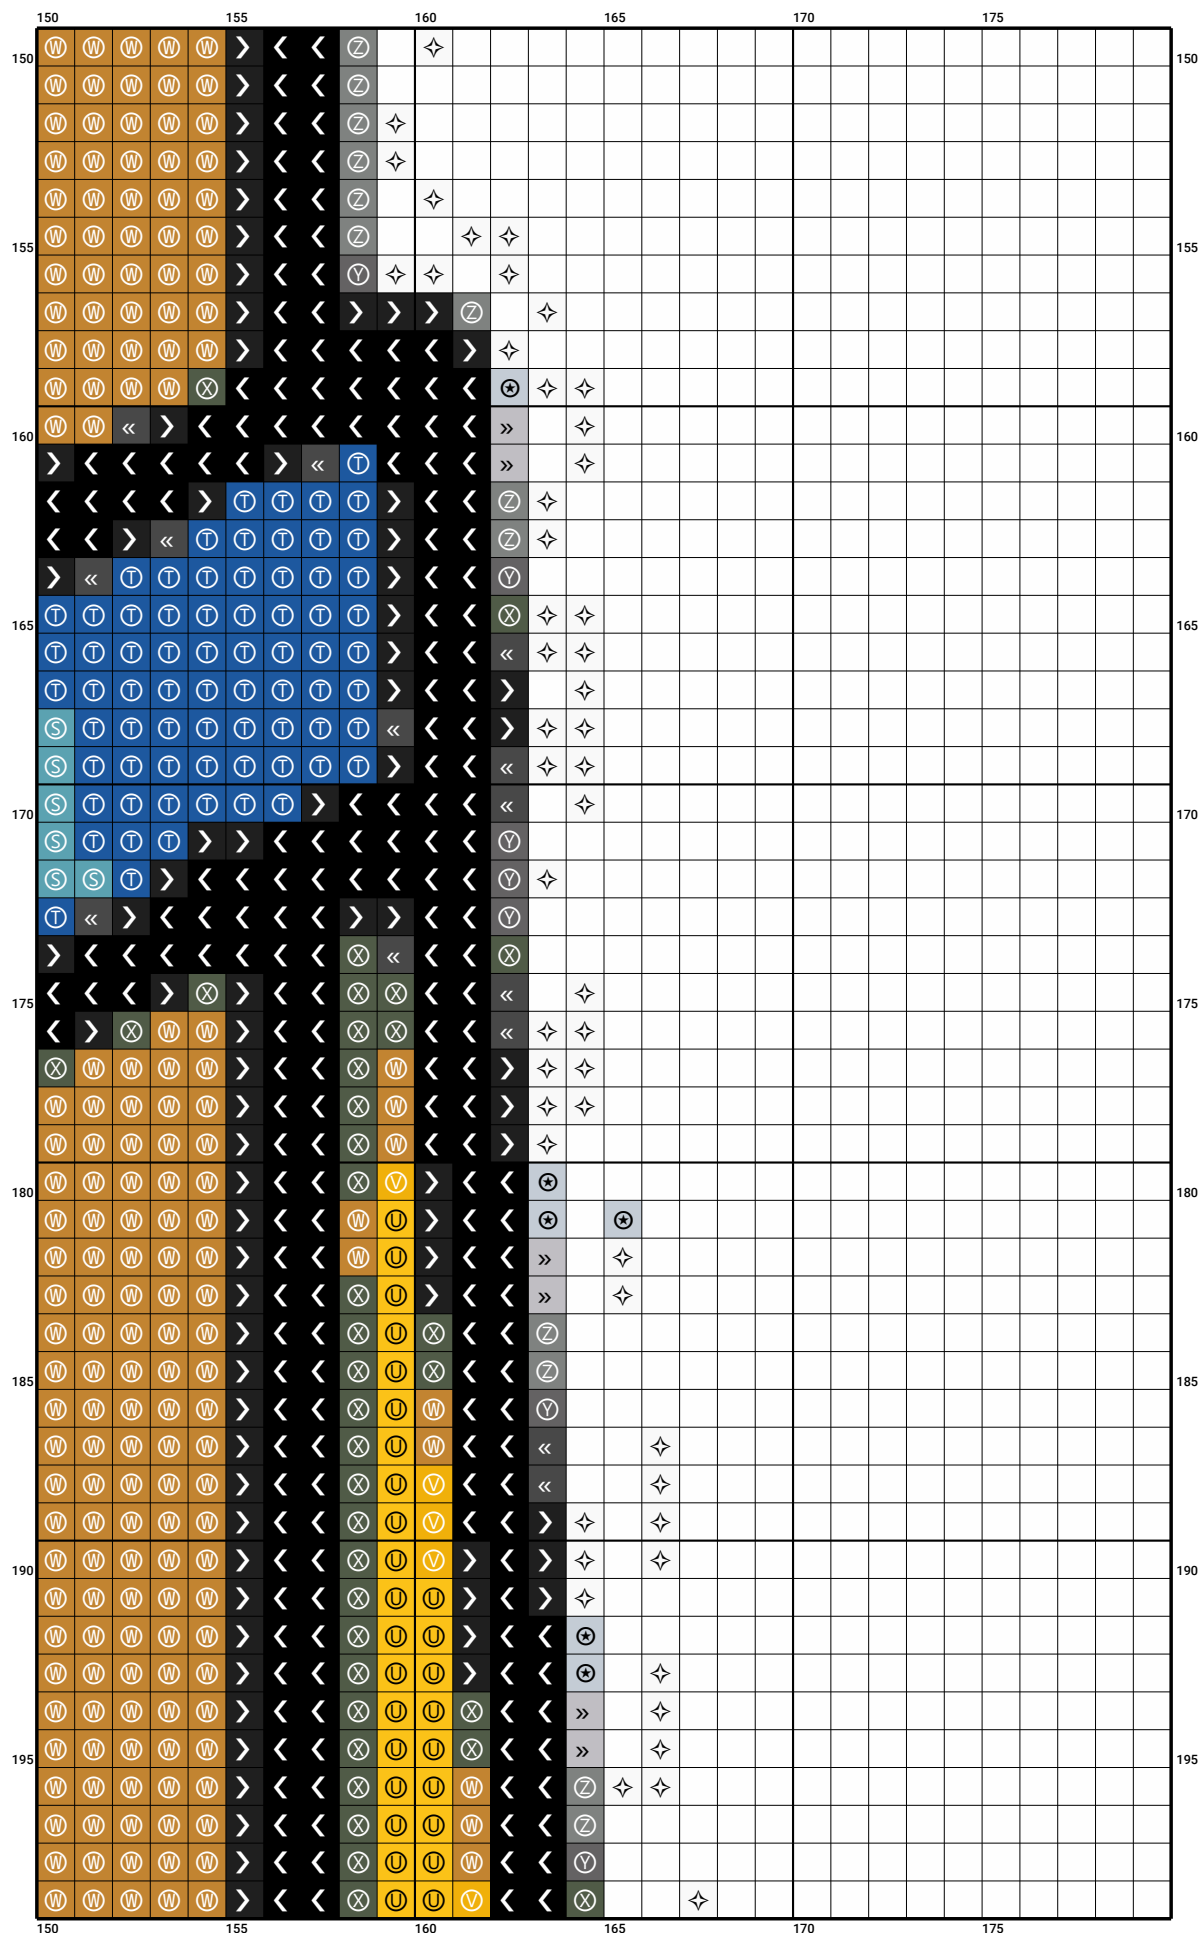 150 155 160 165 170 175
150 W W W W W > < < Z ✧ 150
W W W W W > < < Z
W W W W W > < < Z ✧
W W W W W > < < Z ✧
W W W W W > < < Z ✧
155 W W W W W > < < Z ✧ ✧ 155
W W W W W > < < Y ✧ ✧ ✧
W W W W W > < < > > > Z ✧
W W W W W > < < < < < > ✧
W W W W X < < < < < < < ★ ✧ ✧
160 W W « > < < < < < < < < » ✧ 160
> < < < < < > « T < < < » ✧
< < < < > T T T T > < < Z ✧
< < > « T T T T T > < < Z ✧
> « T T T T T T T > < < Y
165 T T T T T T T T T > < < X ✧ ✧ 165
T T T T T T T T T > < < « ✧ ✧
T T T T T T T T T > < < > ✧
S T T T T T T T T « < < > ✧ ✧
S T T T T T T T T > < < « ✧ ✧
170 S T T T T T T > < < < < « ✧ 170
S T T T > > < < < < < < Y
S S T > < < < < < < < < Y ✧
T « > < < < < < > > < < Y
> < < < < < < < X « < < X
175 < < < > X > < < X X < < « ✧ 175
< > X W W > < < X X < < « ✧ ✧
X W W W W > < < X W < < > ✧ ✧
W W W W W > < < X W < < > ✧ ✧
W W W W W > < < X W < < > ✧
180 W W W W W > < < X V > < < ★ 180
W W W W W > < < W U > < < ★ ★
W W W W W > < < W U > < < » ✧
W W W W W > < < X U > < < » ✧
W W W W W > < < X U X < < Z
185 W W W W W > < < X U X < < Z 185
W W W W W > < < X U W < < Y
W W W W W > < < X U W < < « ✧
W W W W W > < < X U V < < « ✧
W W W W W > < < X U V < < > ✧ ✧
190 W W W W W > < < X U V > < > ✧ ✧ 190
W W W W W > < < X U U > < > ✧
W W W W W > < < X U U > < < ★
W W W W W > < < X U U > < < ★ ✧
W W W W W > < < X U U X < < » ✧
195 W W W W W > < < X U U X < < » ✧ 195
W W W W W > < < X U U W < < Z ✧ ✧
W W W W W > < < X U U W < < Z
W W W W W > < < X U U W < < Y
W W W W W > < < X U U V < < X ✧
150 155 160 165 170 175